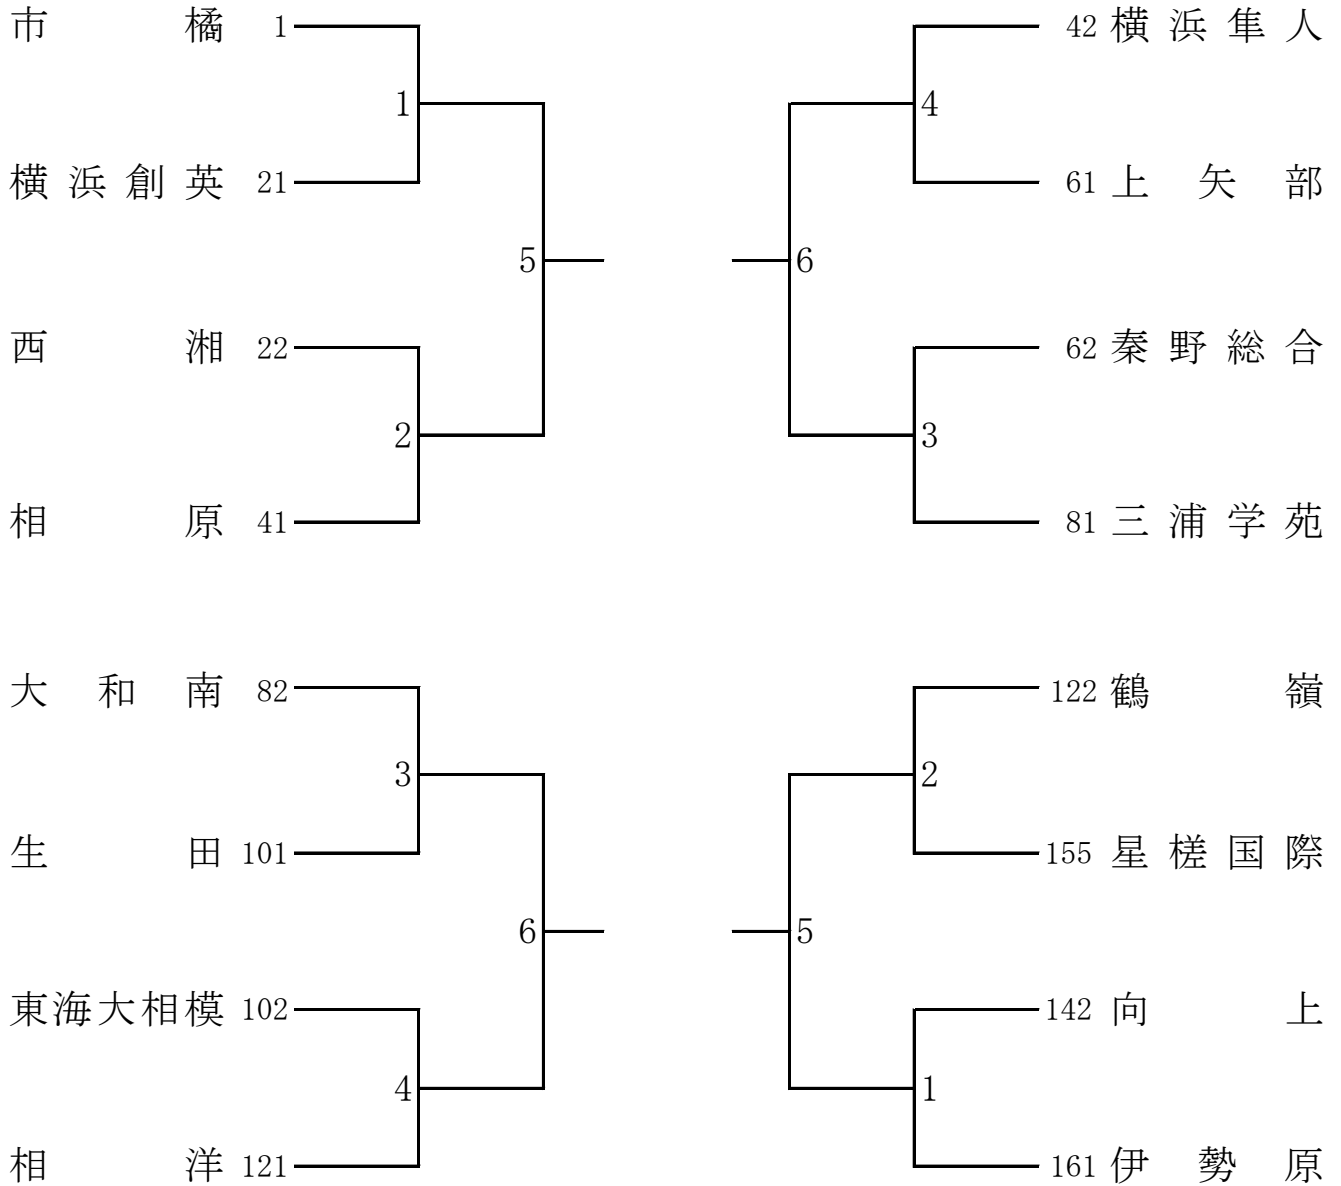 市橘 1
42 横浜隼人
1
4
横浜創英 21
61 上矢部
5
6
西湘 22
62 秦野総合
2
3
相原 41
81 三浦学苑
大和南 82
122 鶴嶺
3
2
生田 101
155 星槎国際
6
5
東海大相模 102
142 向上
4
1
相洋 121
161 伊勢原